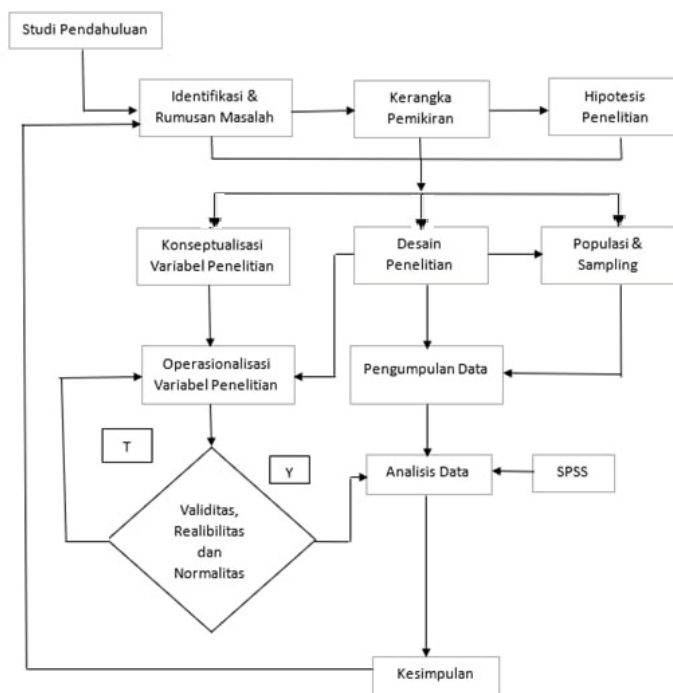 Studi Pendahuluan
Identifikasi &
Rumusan Masalah
Kerangka
Pemikiran
Hipotesis
Penelitian
Konseptualisasi
Variabel Penelitian
Desain
Penelitian
Populasi &
Sampling
Operasionalisasi
Variabel Penelitian
Pengumpulan Data
T
Y
Validitas,
Realibilitas
dan
Normalitas
Analisis Data
SPSS
Kesimpulan